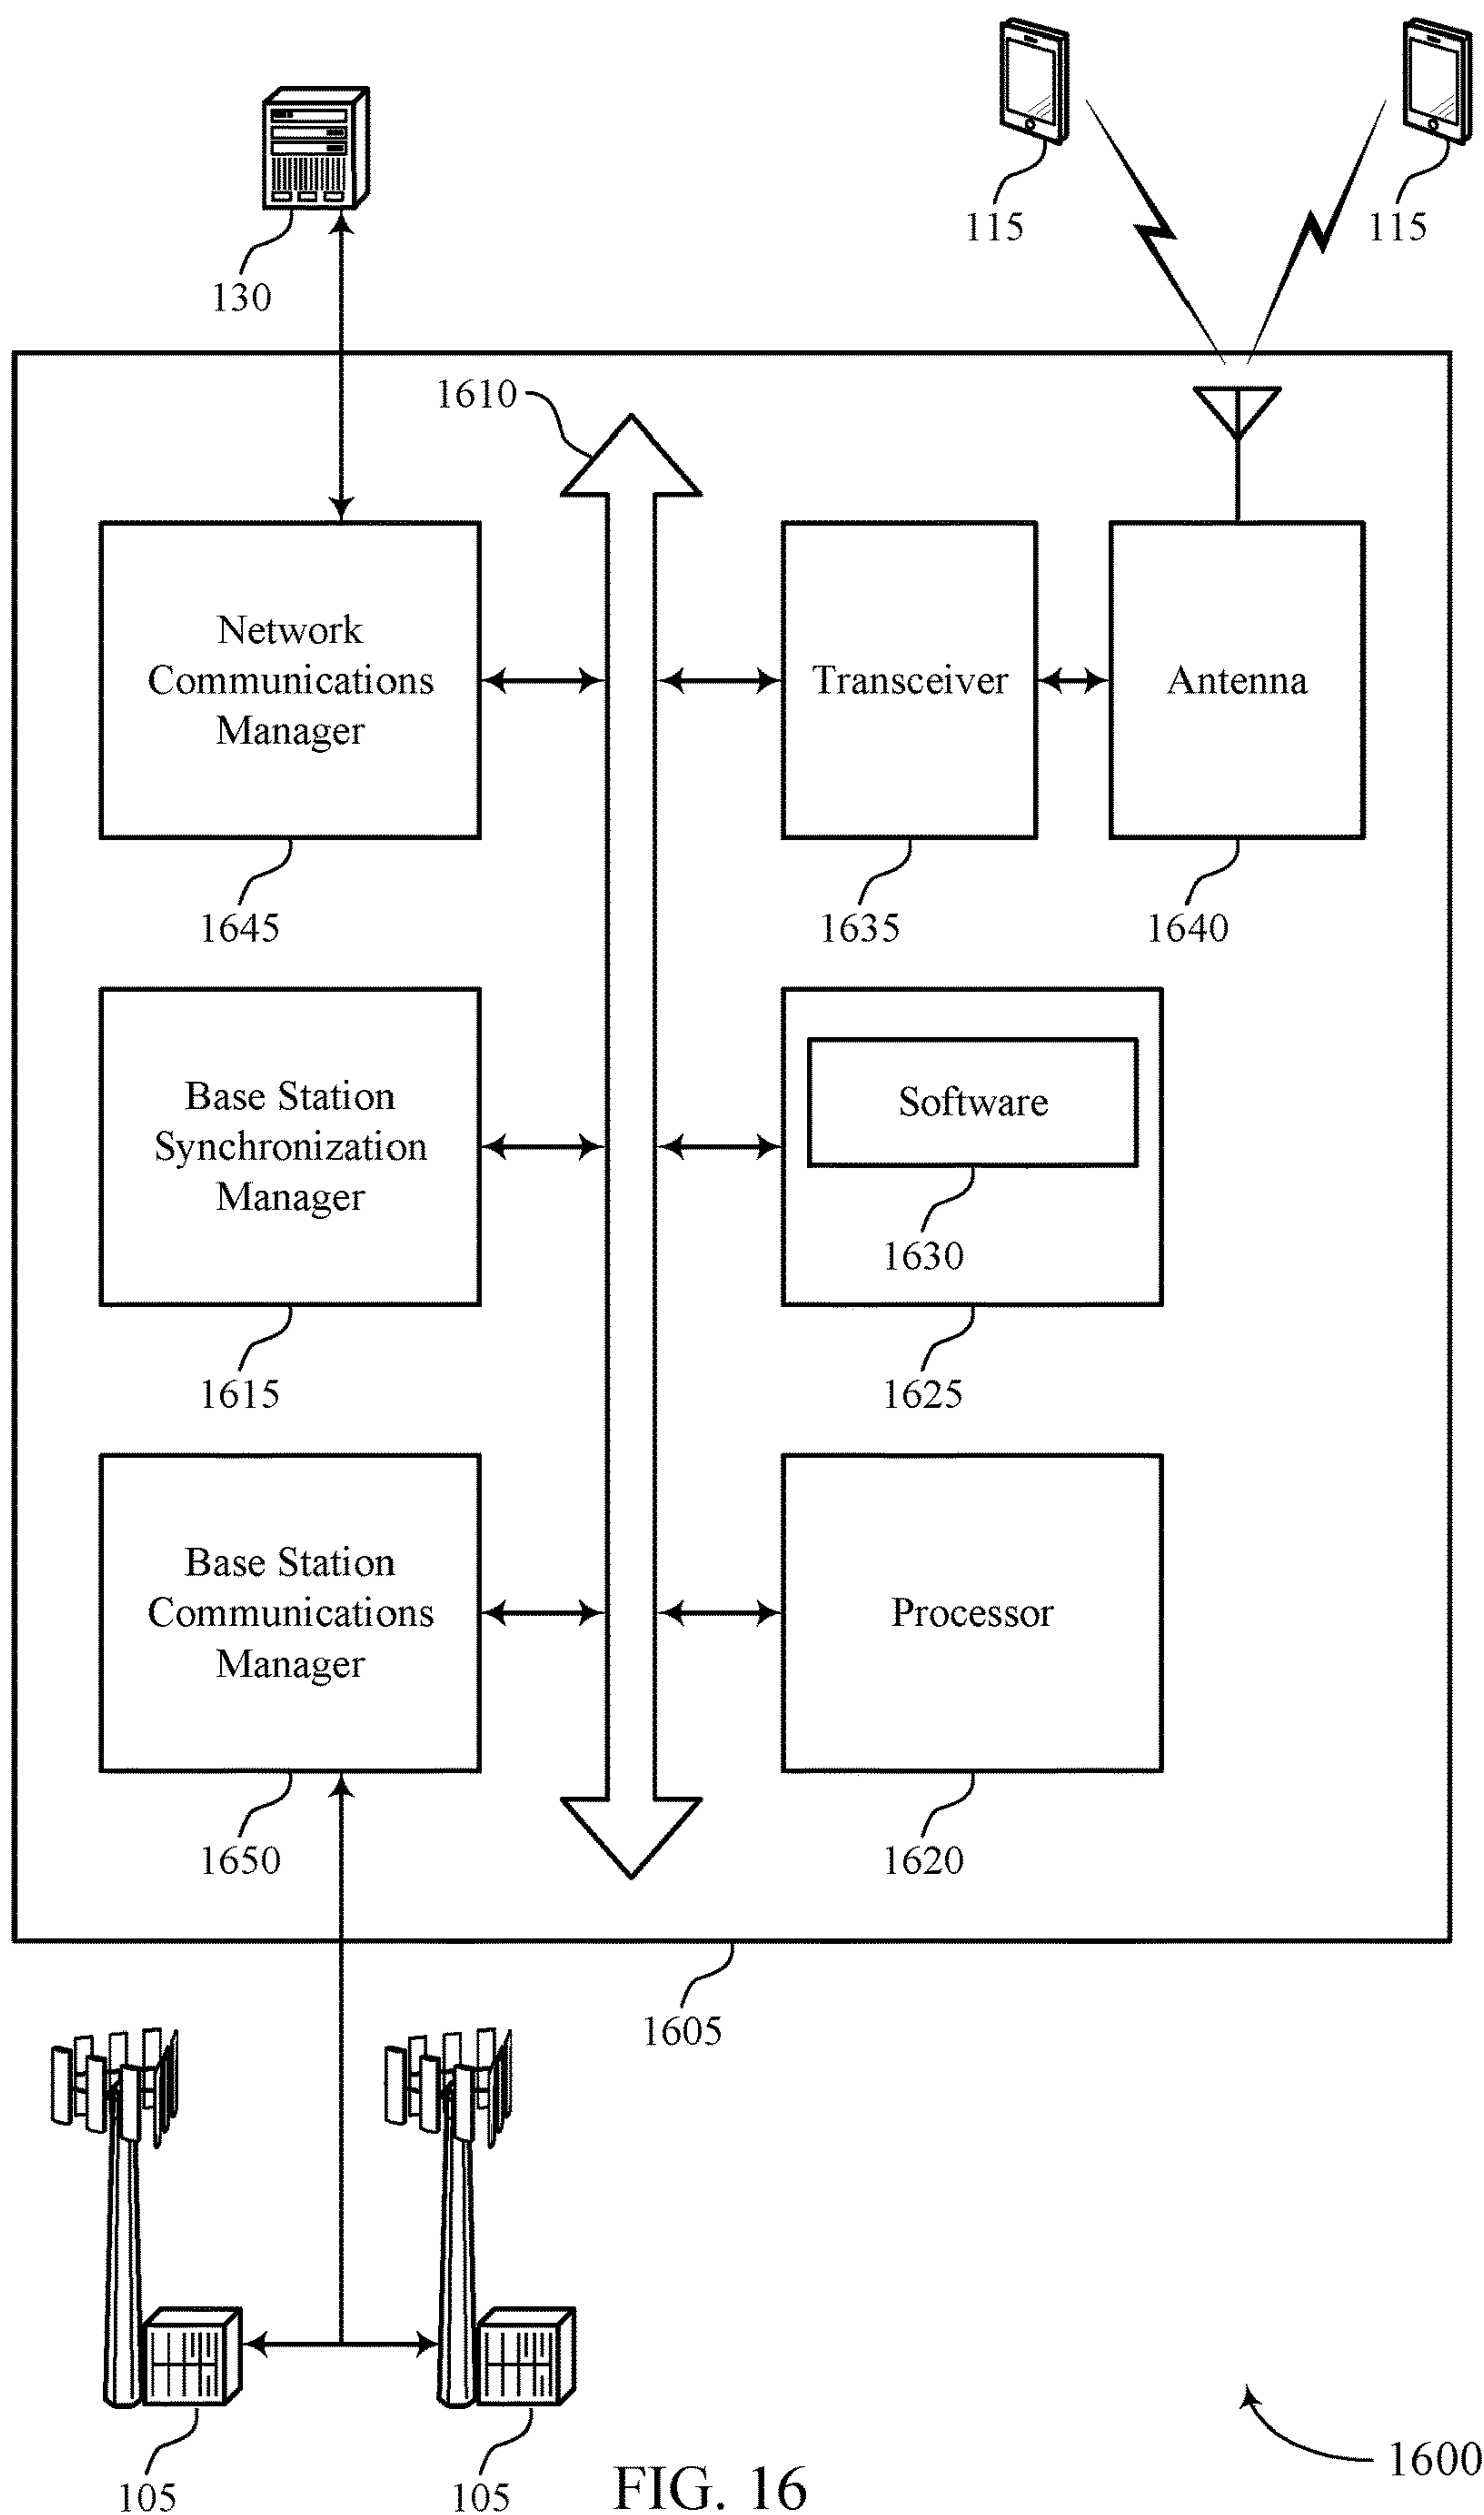 115
115
130
1610
Network
Communications
Manager
Transceiver
Antenna
1645
1635
1640
Base Station
Synchronization
Manager
Software
1630
1615
1625
Base Station
Communications
Manager
Processor
1650
1620
1605
105
105
1600
FIG. 16